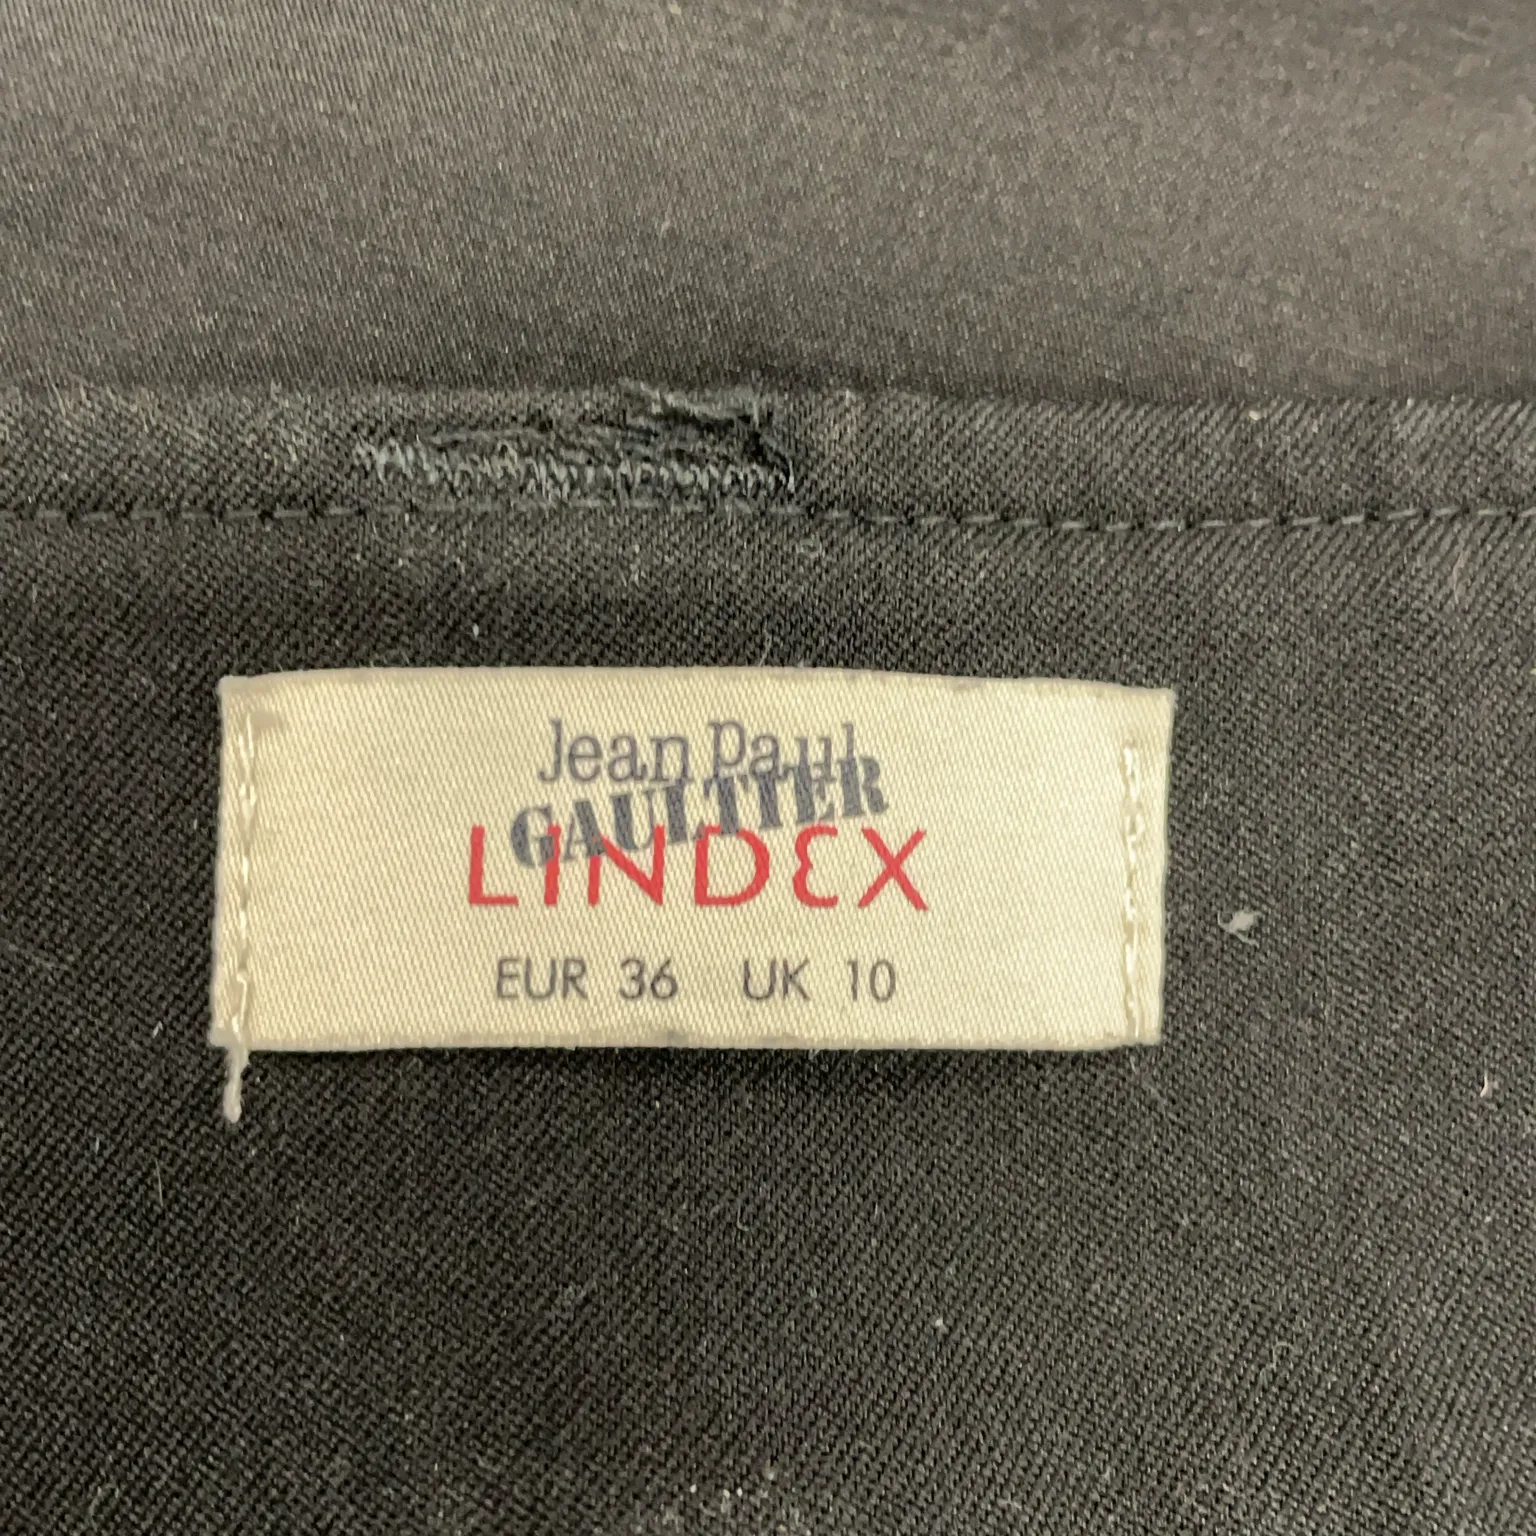 Jean Paul
GAULTIER
LINDEX
EUR 36 UK 10